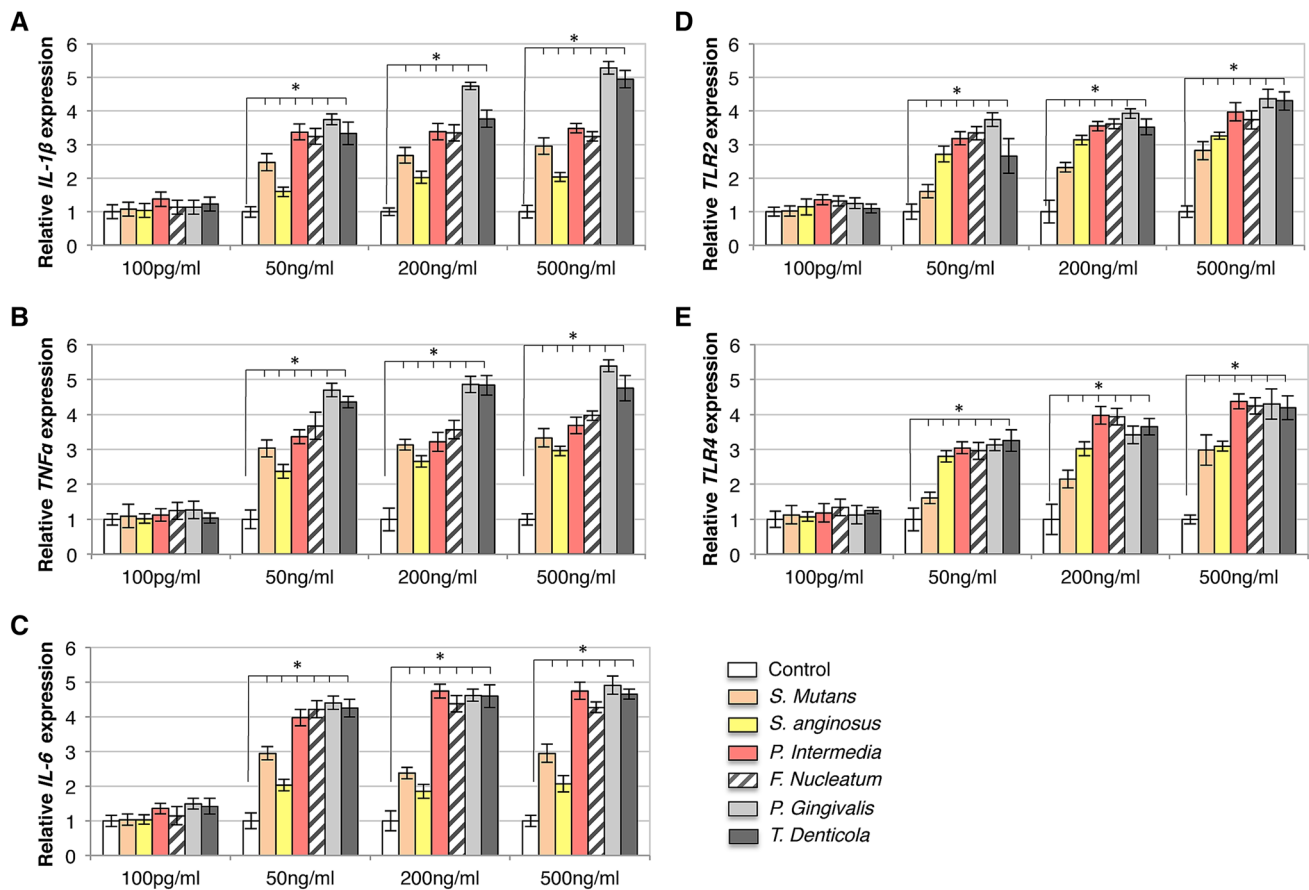 A
Relative IL-1β expression
6
5
4
3
2
1
0
*
*
*
100pg/ml 50ng/ml 200ng/ml 500ng/ml
B
Relative TNFα expression
6
5
4
3
2
1
0
*
*
*
100pg/ml 50ng/ml 200ng/ml 500ng/ml
C
Relative IL-6 expression
6
5
4
3
2
1
0
*
*
*
100pg/ml 50ng/ml 200ng/ml 500ng/ml
D
Relative TLR2 expression
6
5
4
3
2
1
0
*
*
*
100pg/ml 50ng/ml 200ng/ml 500ng/ml
E
Relative TLR4 expression
6
5
4
3
2
1
0
*
*
*
100pg/ml 50ng/ml 200ng/ml 500ng/ml
Control
S. Mutans
S. anginosus
P. Intermedia
F. Nucleatum
P. Gingivalis
T. Denticola